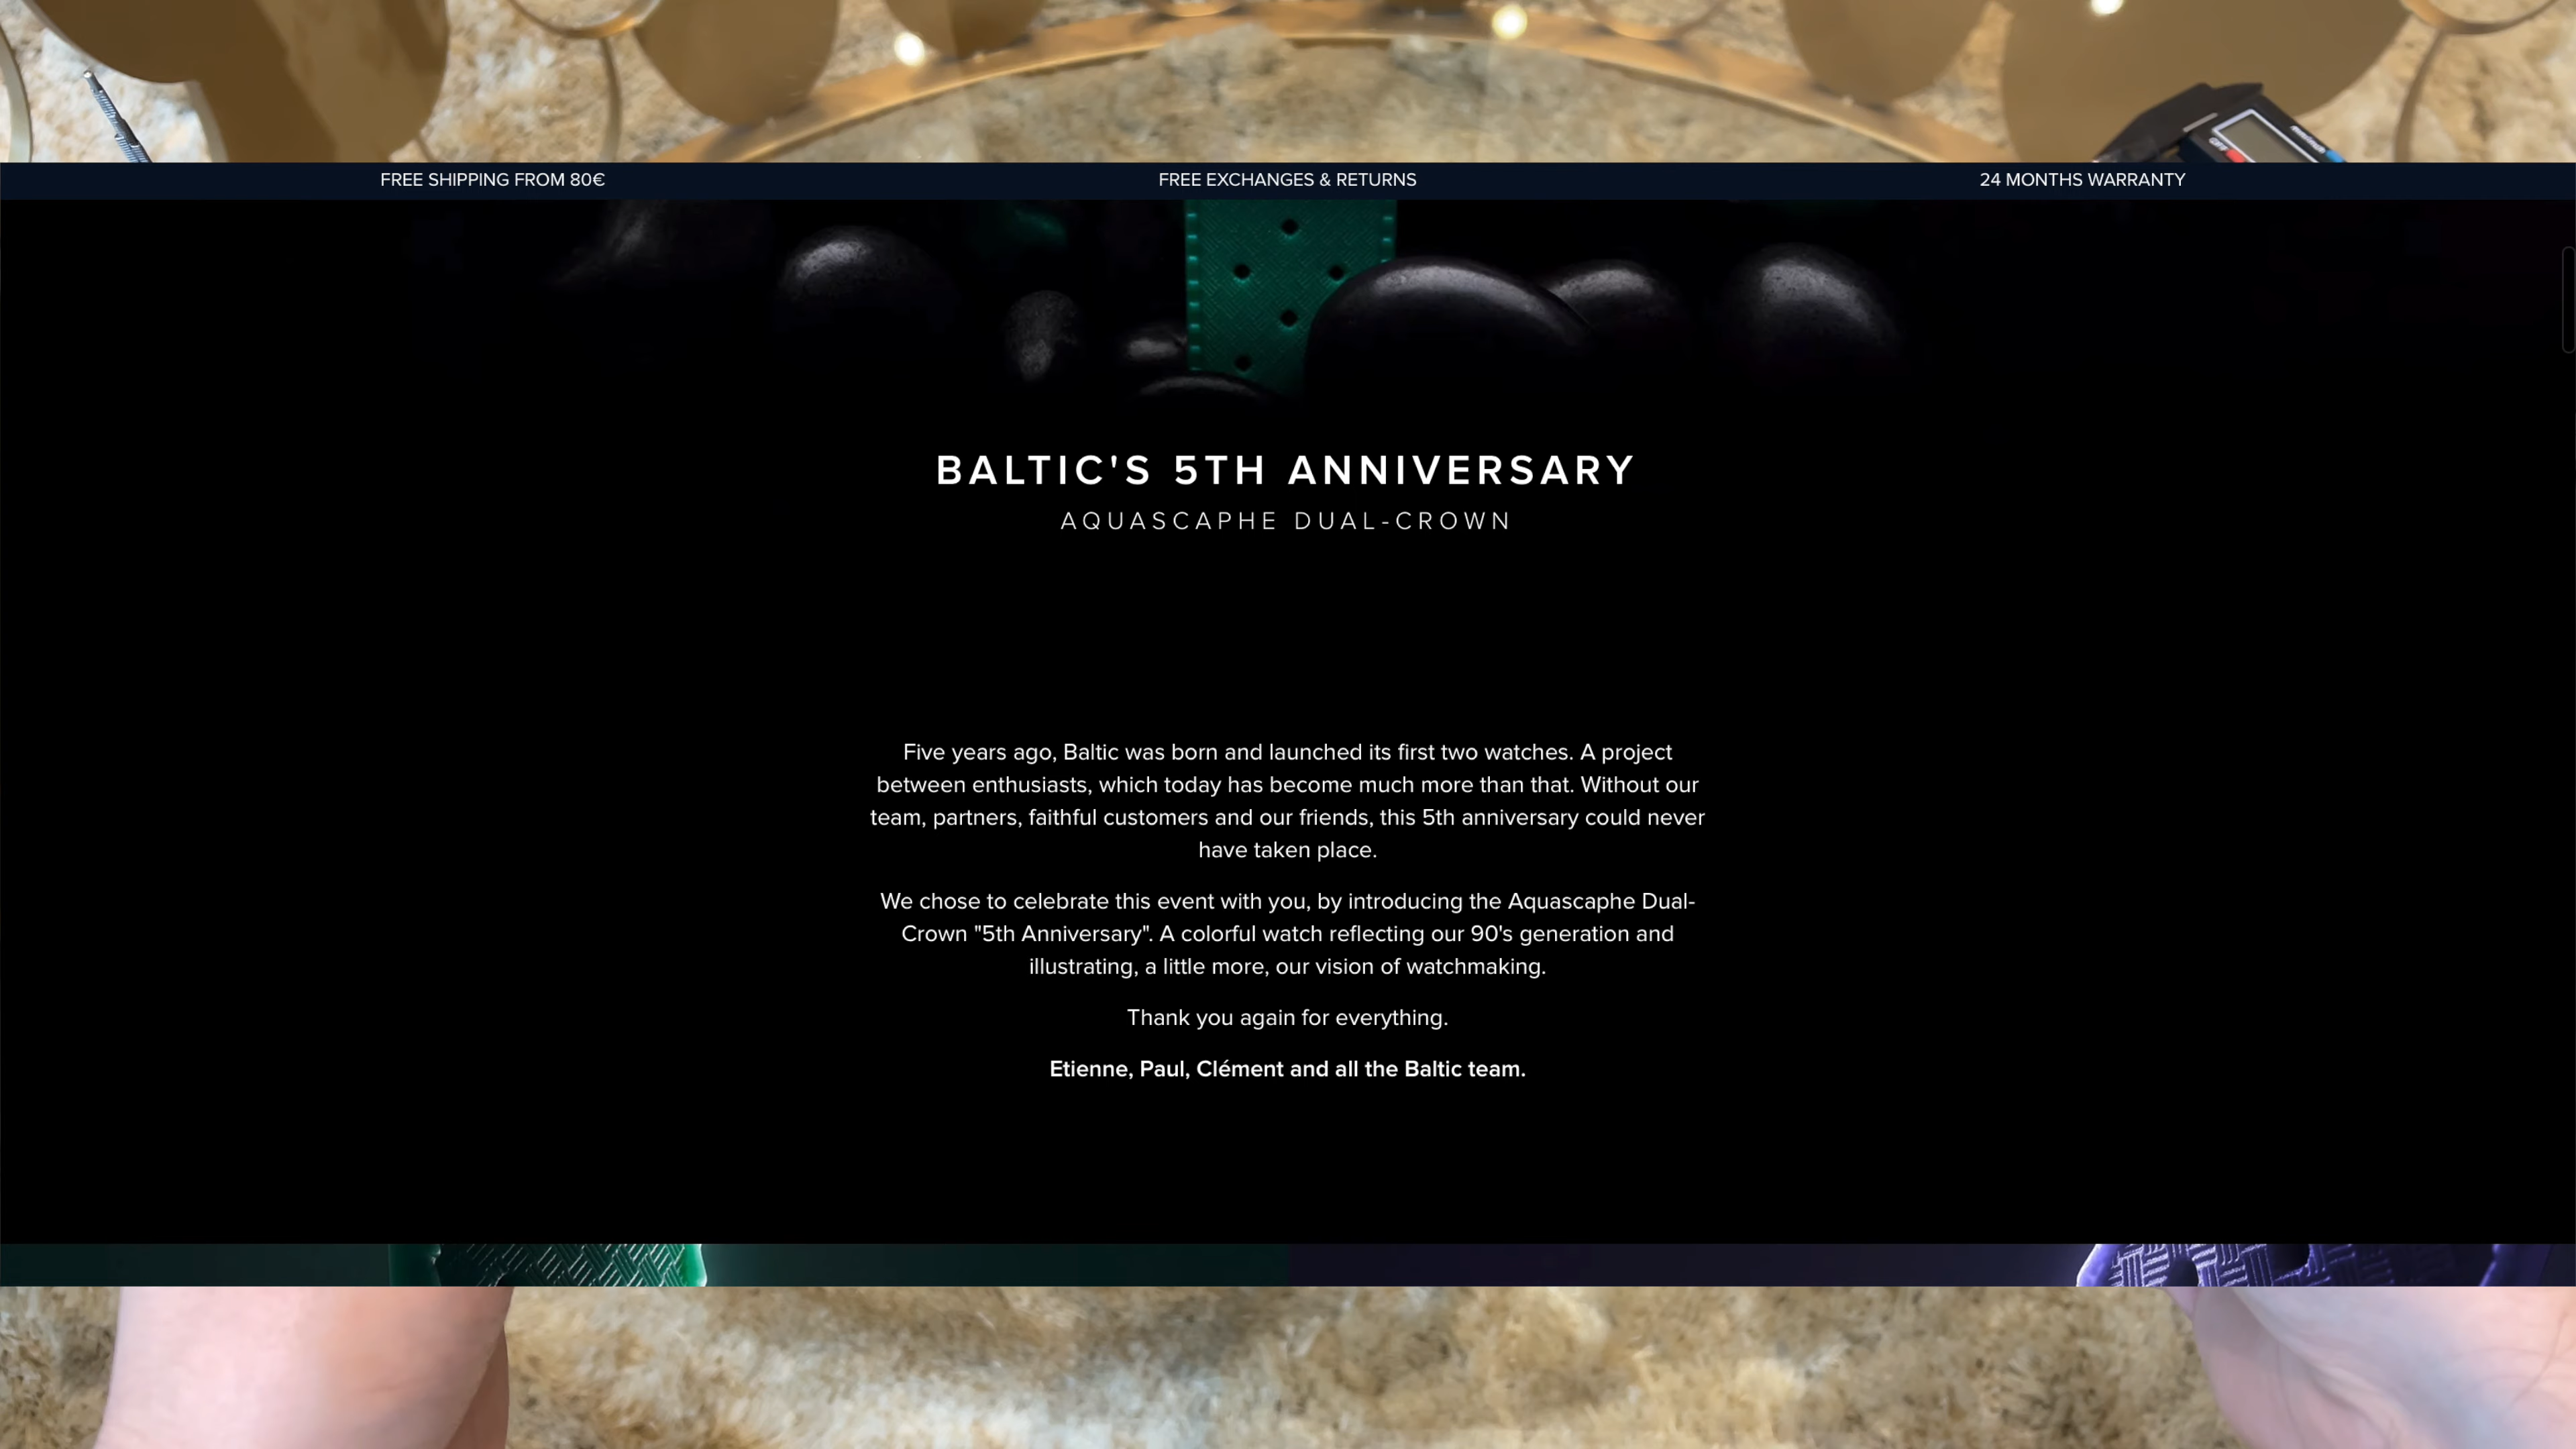 FREE SHIPPING FROM 80€
FREE EXCHANGES & RETURNS
24 MONTHS WARRANTY
BALTIC'S 5TH ANNIVERSARY
AQUASCAPHE DUAL-CROWN
Five years ago, Baltic was born and launched its first two watches. A project
between enthusiasts, which today has become much more than that. Without our
team, partners, faithful customers and our friends, this 5th anniversary could never
have taken place.
We chose to celebrate this event with you, by introducing the Aquascaphe Dual-
Crown "5th Anniversary". A colorful watch reflecting our 90's generation and
illustrating, a little more, our vision of watchmaking.
Thank you again for everything.
Etienne, Paul, Clément and all the Baltic team.